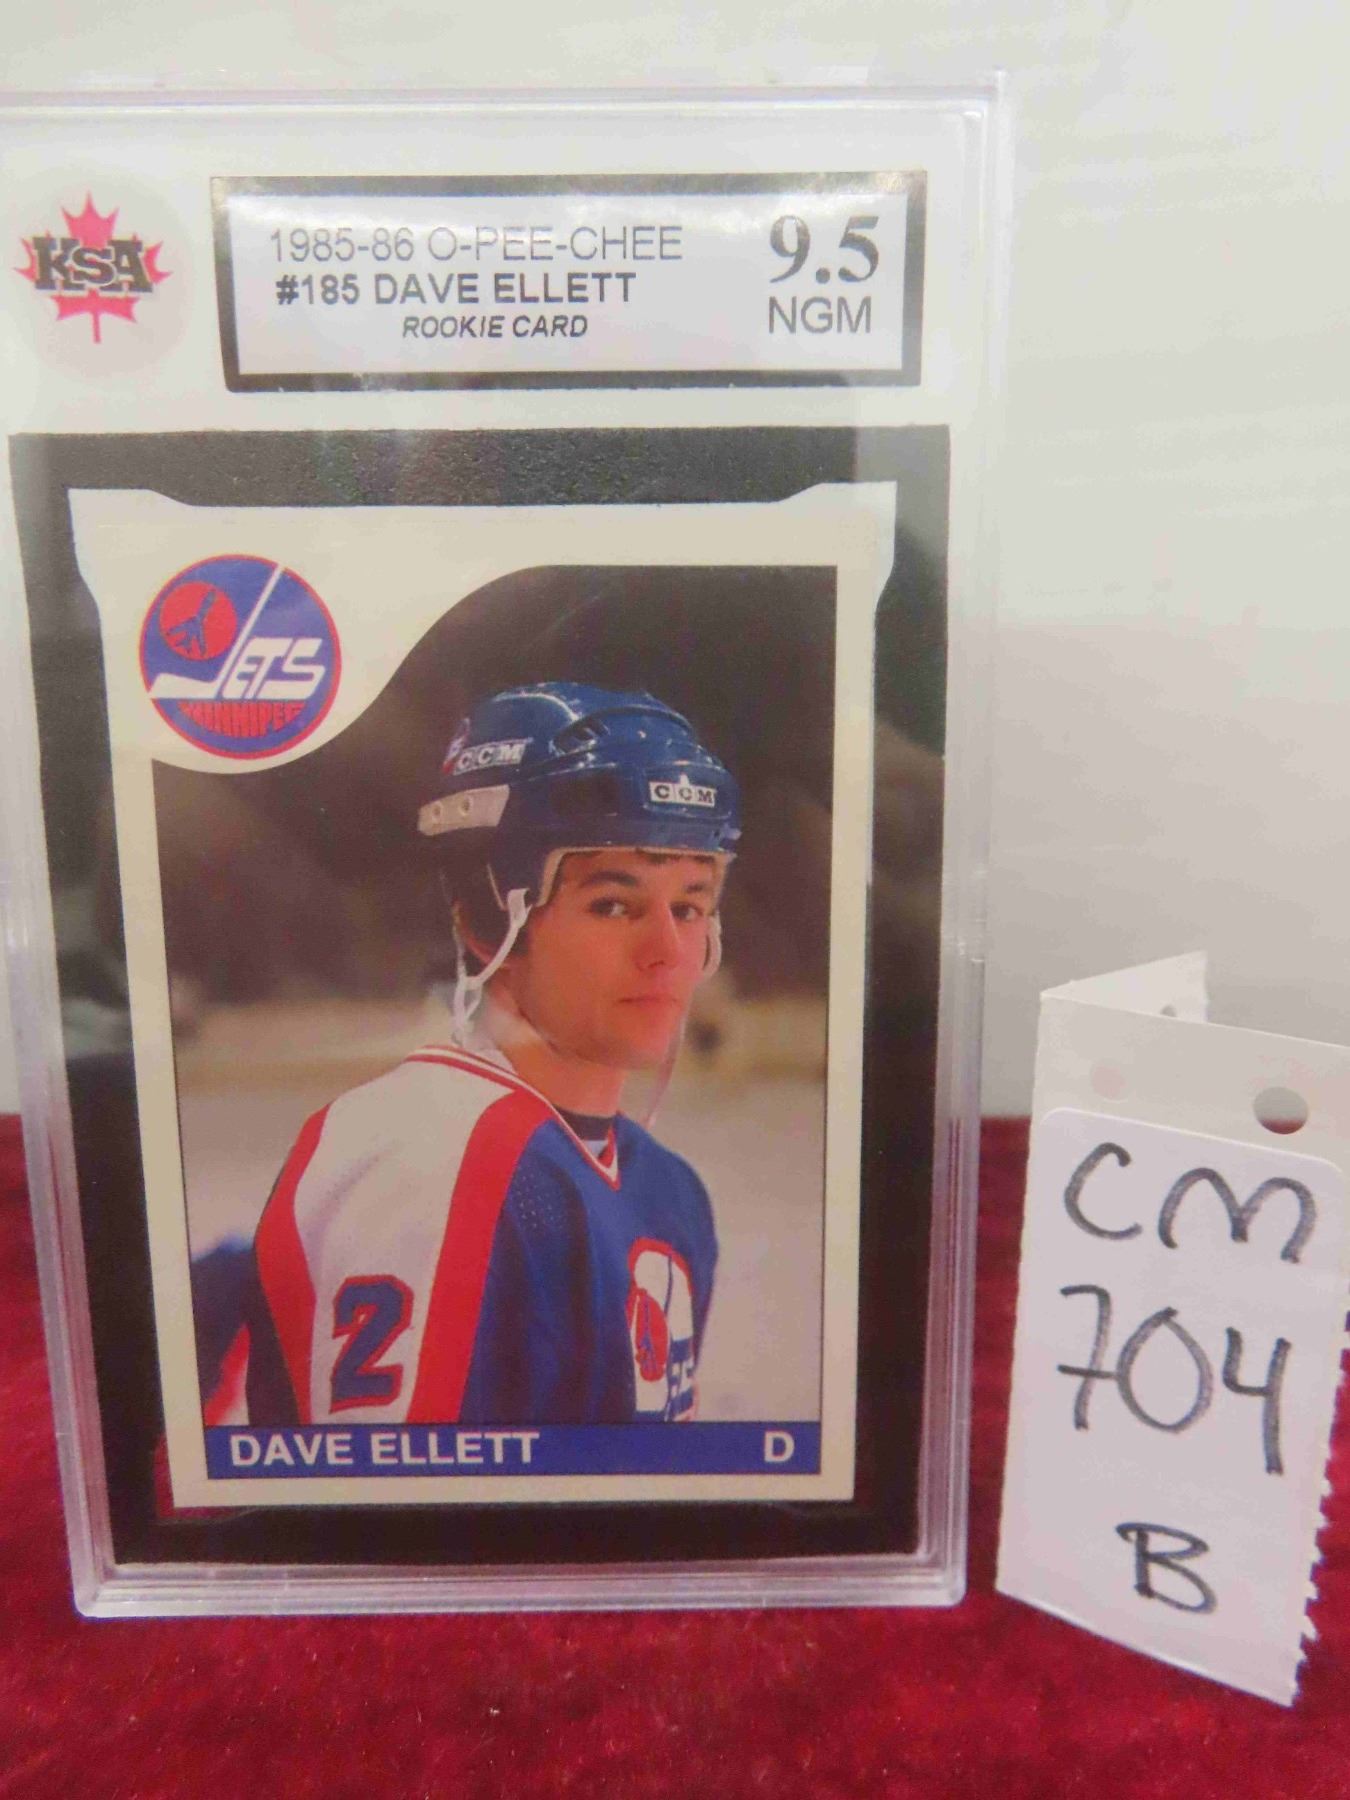 KSA
1985-86 O-PEE-CHEE
#185 DAVE ELLETT
ROOKIE CARD
9.5
NGM
JETS
WINNIPEG
CCM
CCM
2
DAVE ELLETT D
CM
704
B